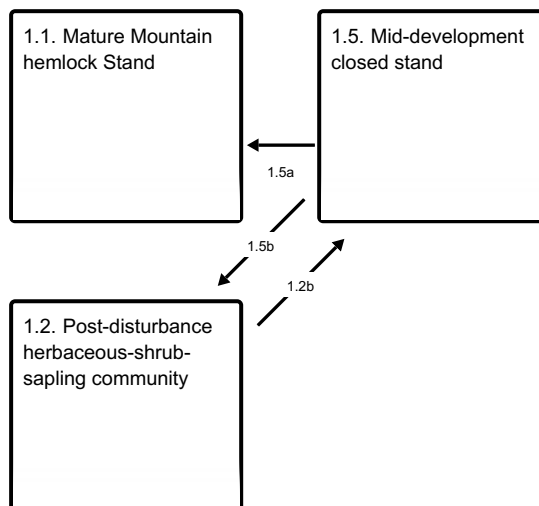 1.1. Mature Mountain
hemlock Stand
1.5. Mid-development
closed stand
1.5a
1.5b
1.2b
1.2. Post-disturbance
herbaceous-shrub-
sapling community